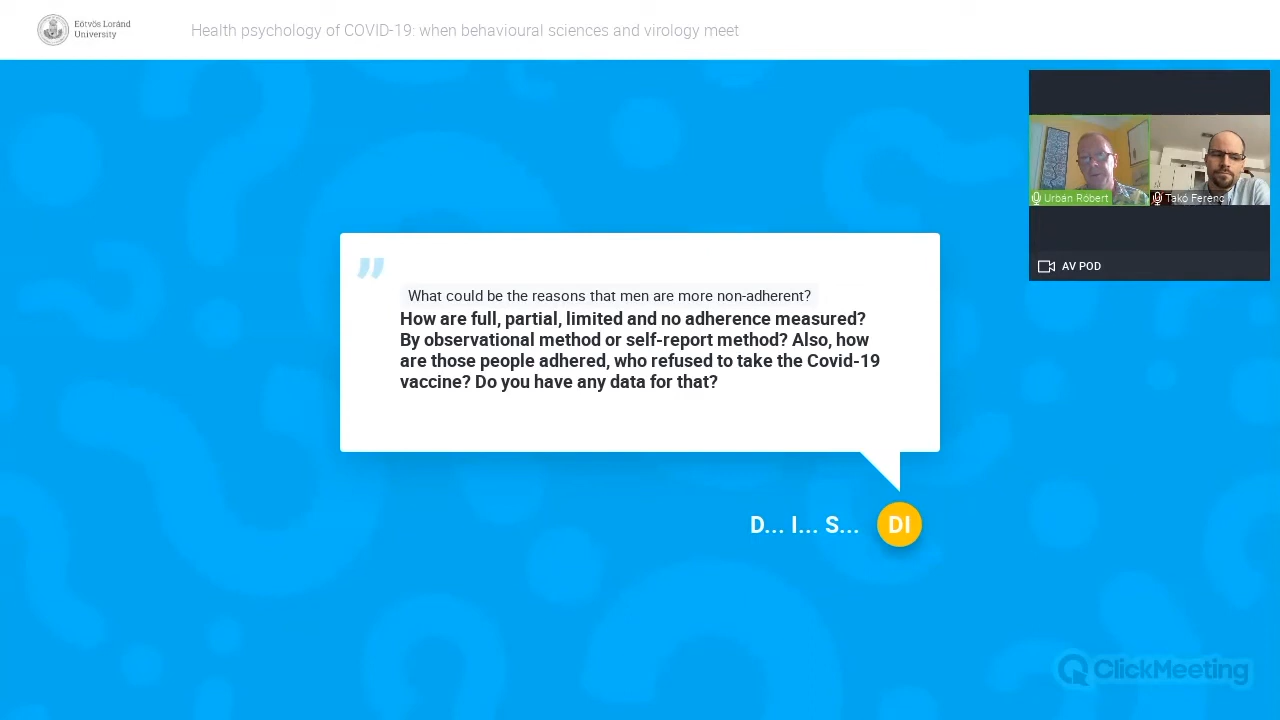 Eötvös Loránd
University
Health psychology of COVID-19: when behavioural sciences and virology meet
Urbán Róbert
Takó Ferenc
AV POD
What could be the reasons that men are more non-adherent?
How are full, partial, limited and no adherence measured?
By observational method or self-report method? Also, how
are those people adhered, who refused to take the Covid-19
vaccine? Do you have any data for that?
D... I... S...
DI
ClickMeeting